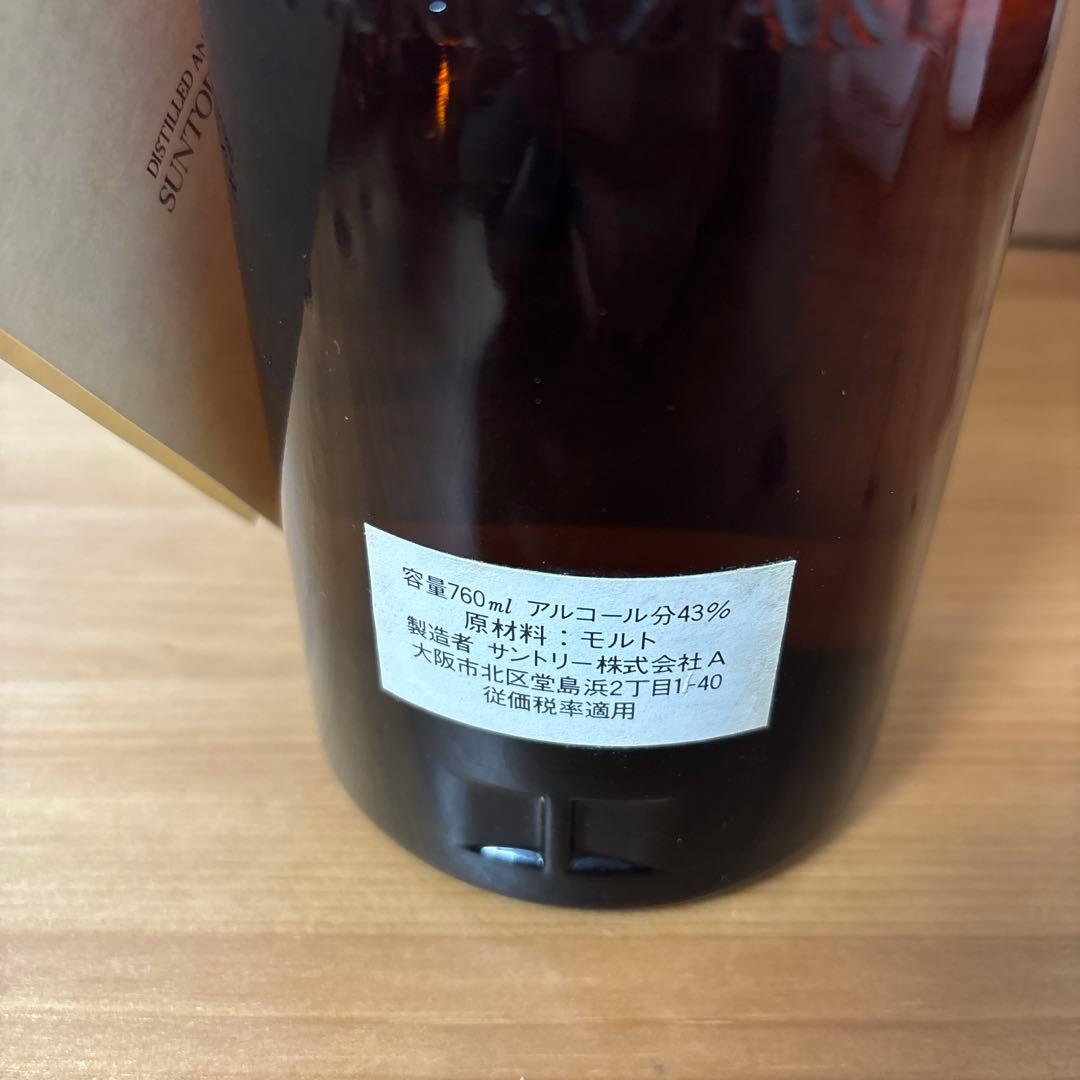 DISTILLED AN
SUNTO
容量760ml アルコール分43%
原材料：モルト
製造者 サントリー株式会社A
大阪市北区堂島浜2丁目1-40
従価税率適用